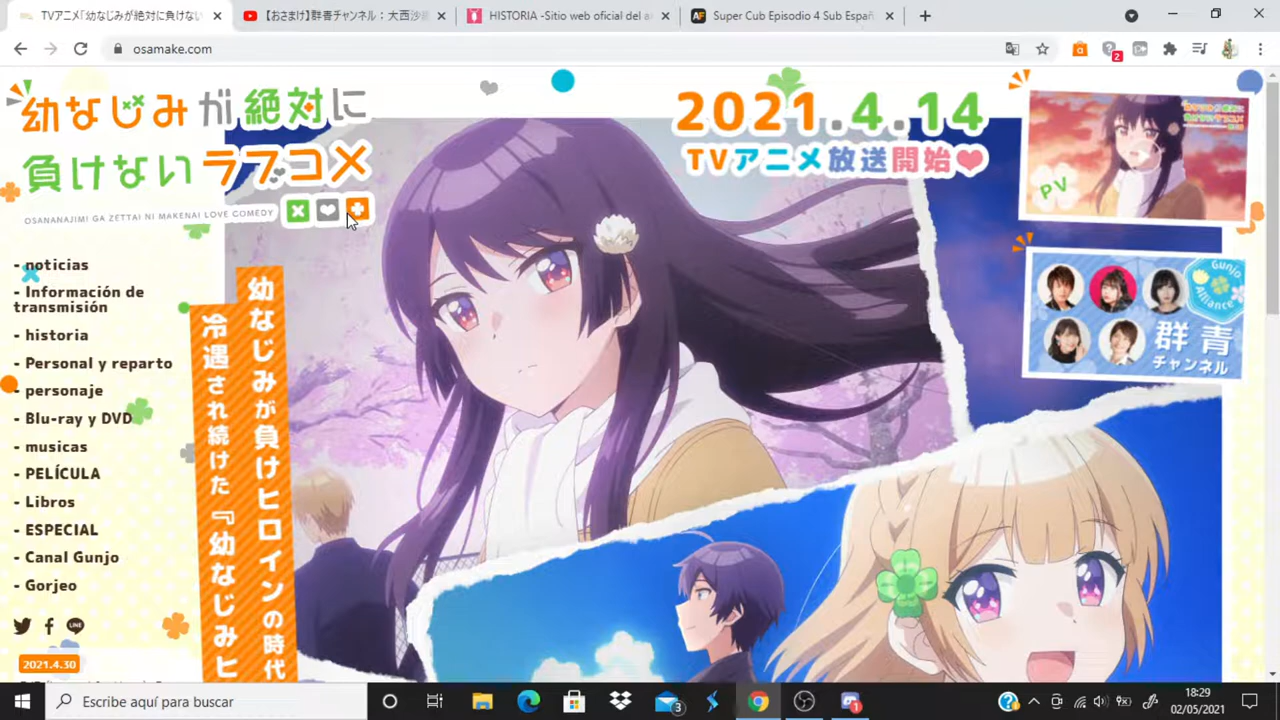 TVアニメ「幼なじみが絶対に負けない
【おさまけ】群青チャンネル：大西沙織
HISTORIA -Sitio web oficial del a
Super Cub Episodio 4 Sub Españ
osamake.com
2
幼なじみが絶対に
負けないラブコメ
OSANANAJIMI GA ZETTAI NI MAKENAI LOVE COMEDY
2021.4.14
TVアニメ放送開始
PV
Gunjo
Alliance
群青
チャンネル
- noticias
- Información de
transmisión
- historia
- Personal y reparto
- personaje
- Blu-ray y DVD
- musicas
- PELÍCULA
- Libros
- ESPECIAL
- Canal Gunjo
- Gorjeo
LINE
幼なじみが負けヒロインの時代
冷遇され続けた『幼なじみヒ
2021.4.30
Escribe aquí para buscar
3
1
18:29
02/05/2021